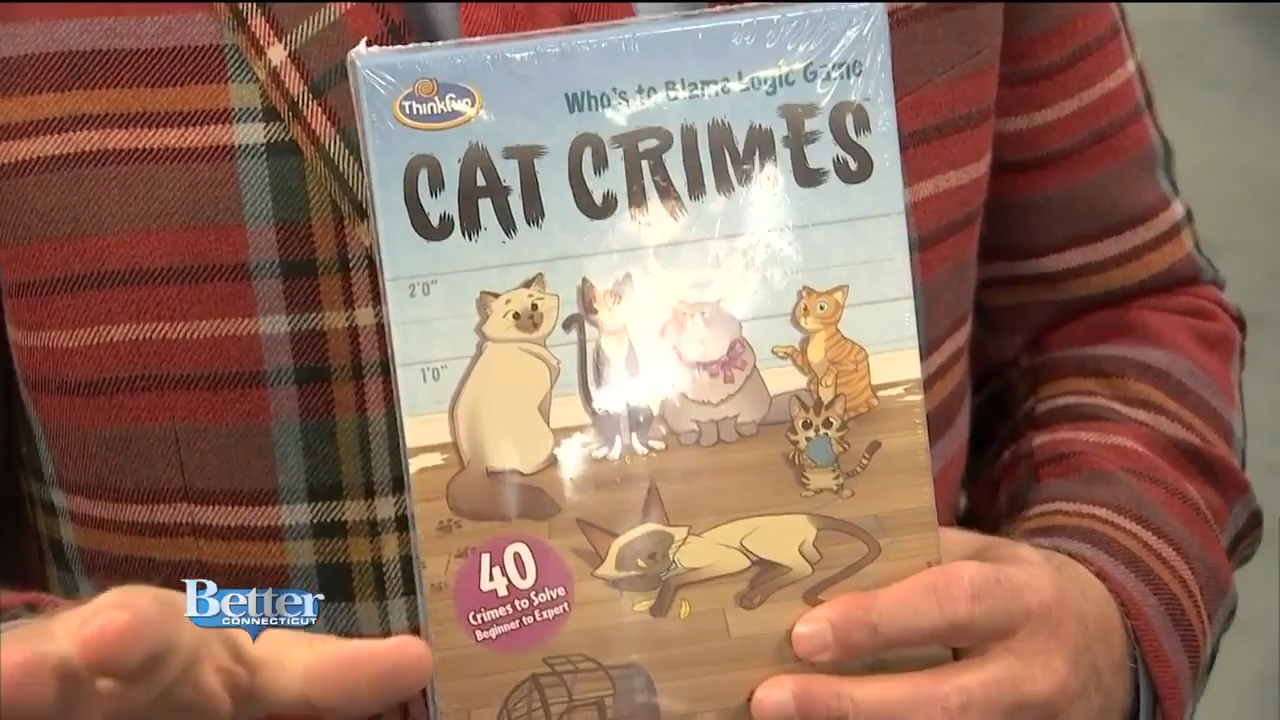 ThinkFun
Who's to Blame Logic Game
CAT CRIMES
2'0"
1'0"
40
Crimes to Solve
Beginner to Expert
Better
CONNECTICUT